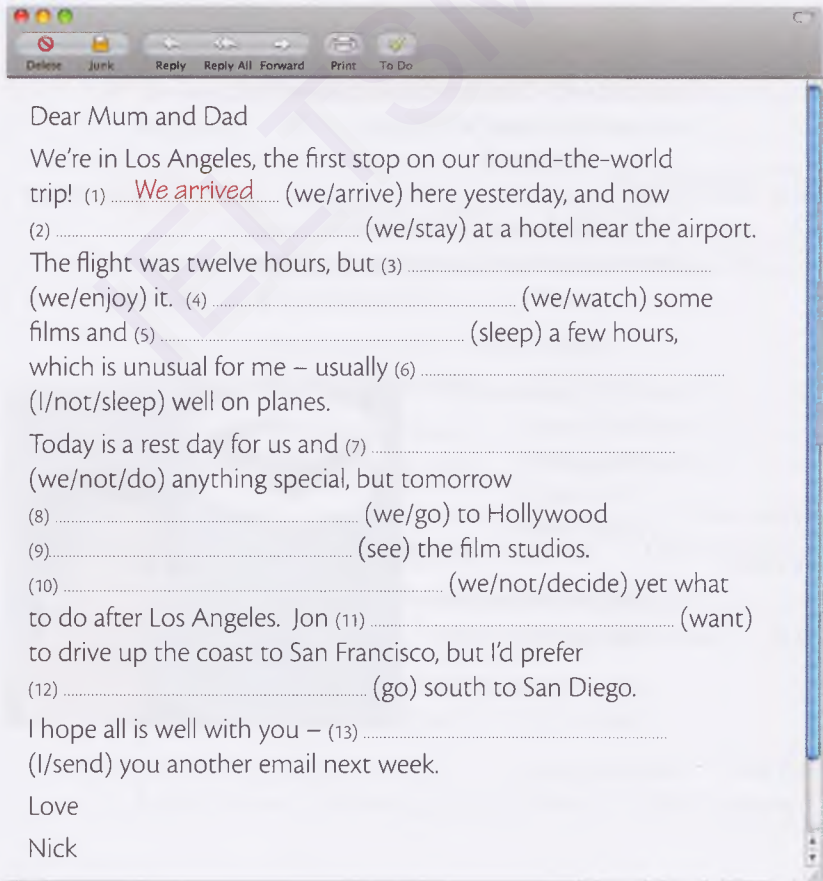 Delete Junk Reply Reply All Forward Print To Do
Dear Mum and Dad
We're in Los Angeles, the first stop on our round-the-world
trip! (1) We arrived (we/arrive) here yesterday, and now
(2) (we/stay) at a hotel near the airport.
The flight was twelve hours, but (3)
(we/enjoy) it. (4) (we/watch) some
films and (5) (sleep) a few hours,
which is unusual for me – usually (6)
(I/not/sleep) well on planes.
Today is a rest day for us and (7)
(we/not/do) anything special, but tomorrow
(8) (we/go) to Hollywood
(9) (see) the film studios.
(10) (we/not/decide) yet what
to do after Los Angeles. Jon (11) (want)
to drive up the coast to San Francisco, but I'd prefer
(12) (go) south to San Diego.
I hope all is well with you – (13)
(I/send) you another email next week.
Love
Nick